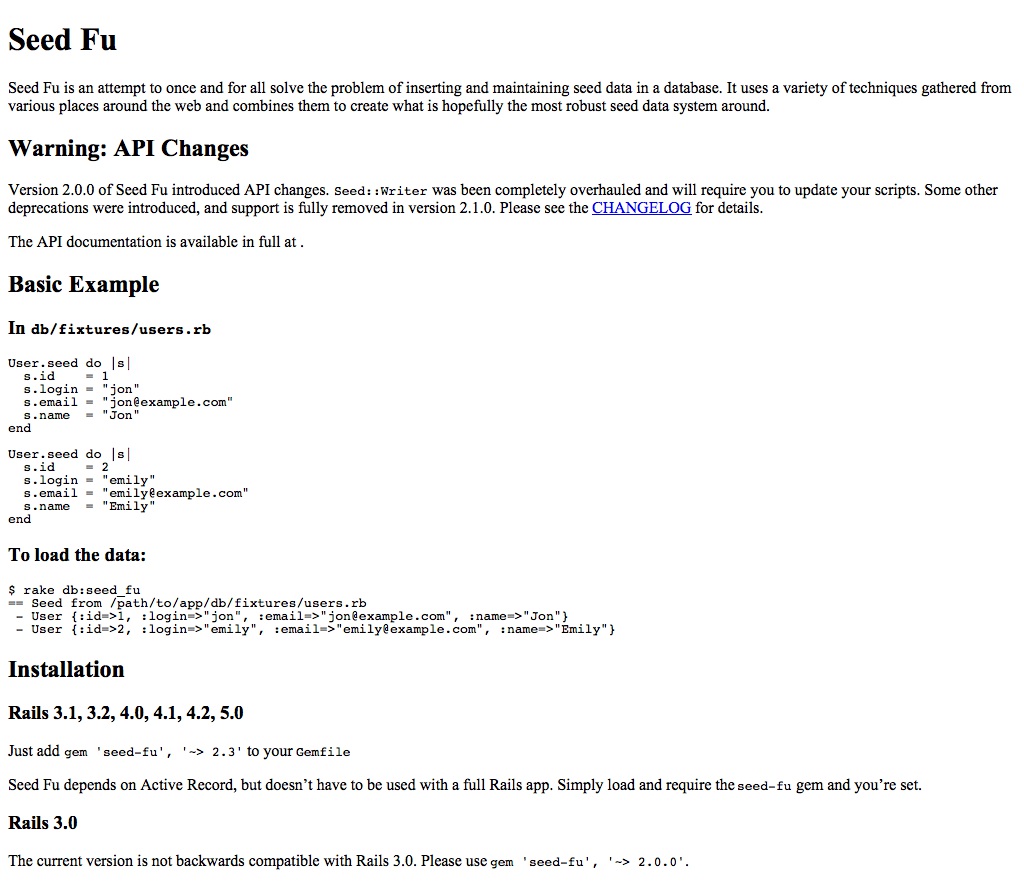 Seed Fu
Seed Fu is an attempt to once and for all solve the problem of inserting and maintaining seed data in a database. It uses a variety of techniques gathered from
various places around the web and combines them to create what is hopefully the most robust seed data system around.
Warning: API Changes
Version 2.0.0 of Seed Fu introduced API changes. Seed::Writer was been completely overhauled and will require you to update your scripts. Some other
deprecations were introduced, and support is fully removed in version 2.1.0. Please see the CHANGELOG for details.
The API documentation is available in full at .
Basic Example
In db/fixtures/users.rb
User.seed do |s|
  s.id    = 1
  s.login = "jon"
  s.email = "jon@example.com"
  s.name  = "Jon"
end
User.seed do |s|
  s.id    = 2
  s.login = "emily"
  s.email = "emily@example.com"
  s.name  = "Emily"
end
To load the data:
$ rake db:seed_fu
== Seed from /path/to/app/db/fixtures/users.rb
 - User {:id=>1, :login=>"jon", :email=>"jon@example.com", :name=>"Jon"}
 - User {:id=>2, :login=>"emily", :email=>"emily@example.com", :name=>"Emily"}
Installation
Rails 3.1, 3.2, 4.0, 4.1, 4.2, 5.0
Just add gem 'seed-fu', '~> 2.3' to your Gemfile
Seed Fu depends on Active Record, but doesn’t have to be used with a full Rails app. Simply load and require the seed-fu gem and you’re set.
Rails 3.0
The current version is not backwards compatible with Rails 3.0. Please use gem 'seed-fu', '~> 2.0.0'.